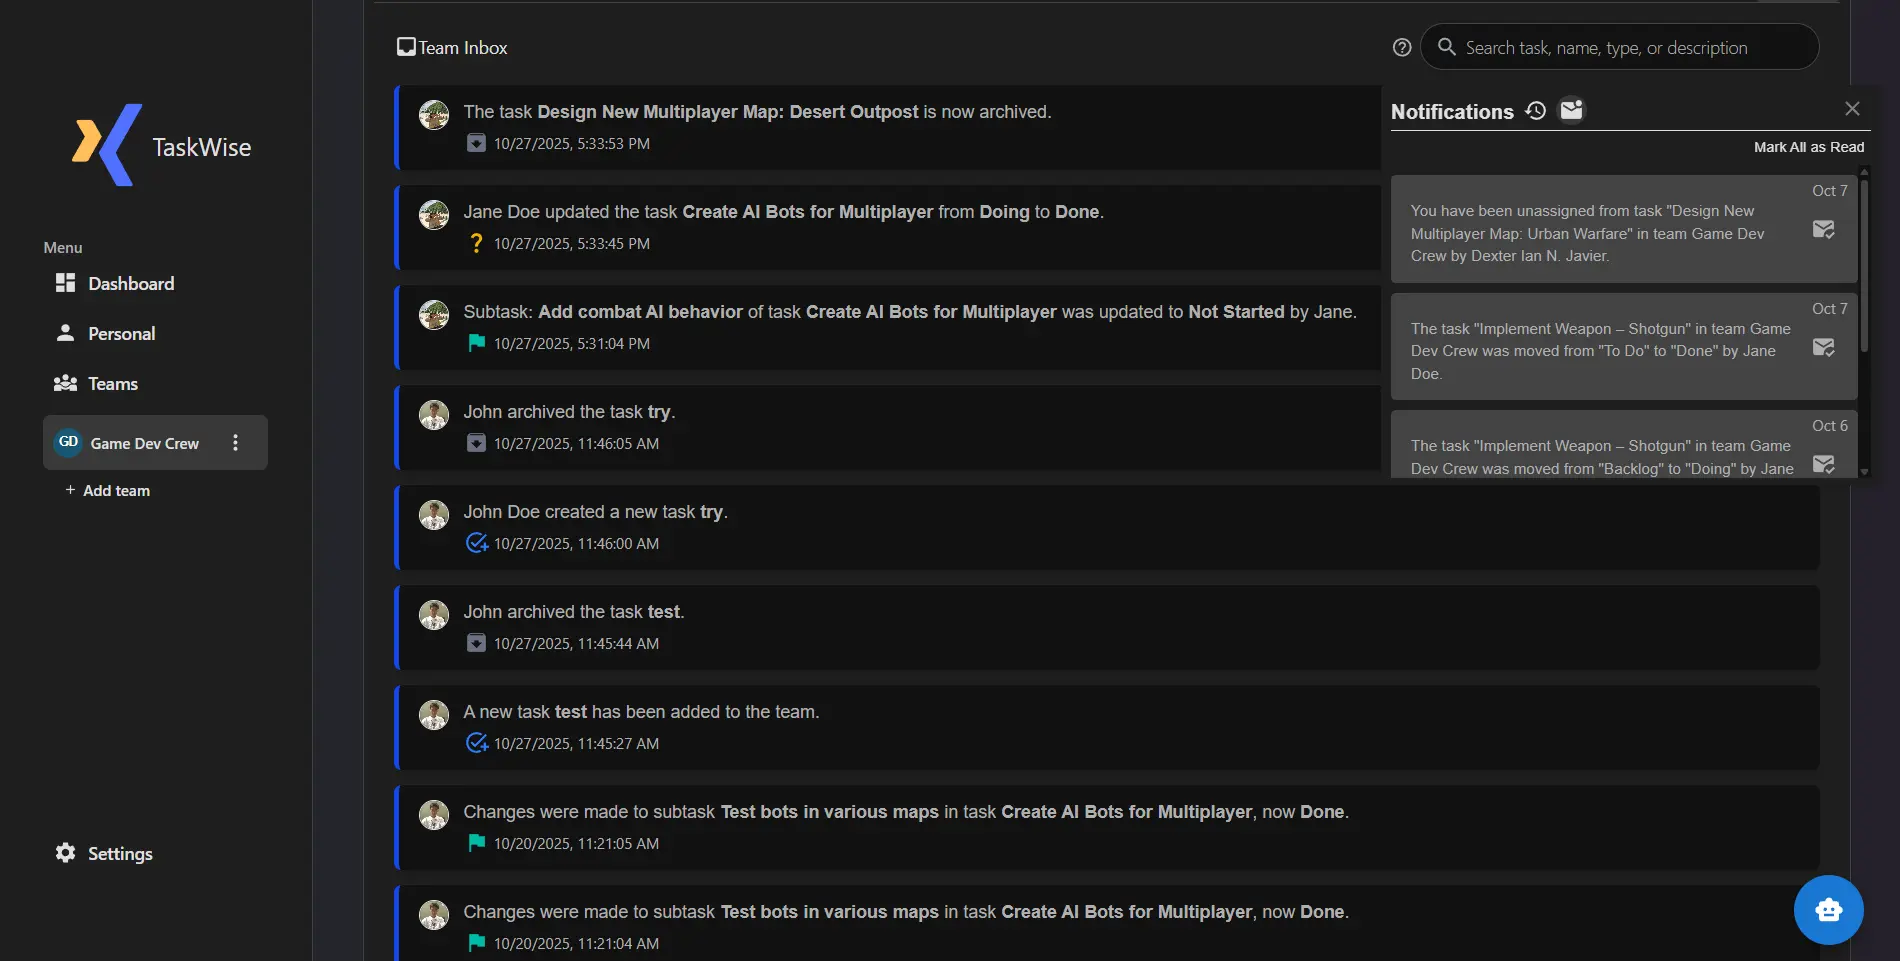 TaskWise
Menu
Dashboard
Personal
Teams
GD Game Dev Crew
+ Add team
Settings
Team Inbox
Search task, name, type, or description
The task Design New Multiplayer Map: Desert Outpost is now archived.
10/27/2025, 5:33:53 PM
Jane Doe updated the task Create AI Bots for Multiplayer from Doing to Done.
10/27/2025, 5:33:45 PM
Subtask: Add combat AI behavior of task Create AI Bots for Multiplayer was updated to Not Started by Jane.
10/27/2025, 5:31:04 PM
John archived the task try.
10/27/2025, 11:46:05 AM
John Doe created a new task try.
10/27/2025, 11:46:00 AM
John archived the task test.
10/27/2025, 11:45:44 AM
A new task test has been added to the team.
10/27/2025, 11:45:27 AM
Changes were made to subtask Test bots in various maps in task Create AI Bots for Multiplayer, now Done.
10/20/2025, 11:21:05 AM
Changes were made to subtask Test bots in various maps in task Create AI Bots for Multiplayer, now Done.
10/20/2025, 11:21:04 AM
Notifications
Mark All as Read
Oct 7
You have been unassigned from task "Design New
Multiplayer Map: Urban Warfare" in team Game Dev
Crew by Dexter Ian N. Javier.
Oct 7
The task "Implement Weapon – Shotgun" in team Game
Dev Crew was moved from "To Do" to "Done" by Jane
Doe.
Oct 6
The task "Implement Weapon – Shotgun" in team Game
Dev Crew was moved from "Backlog" to "Doing" by Jane